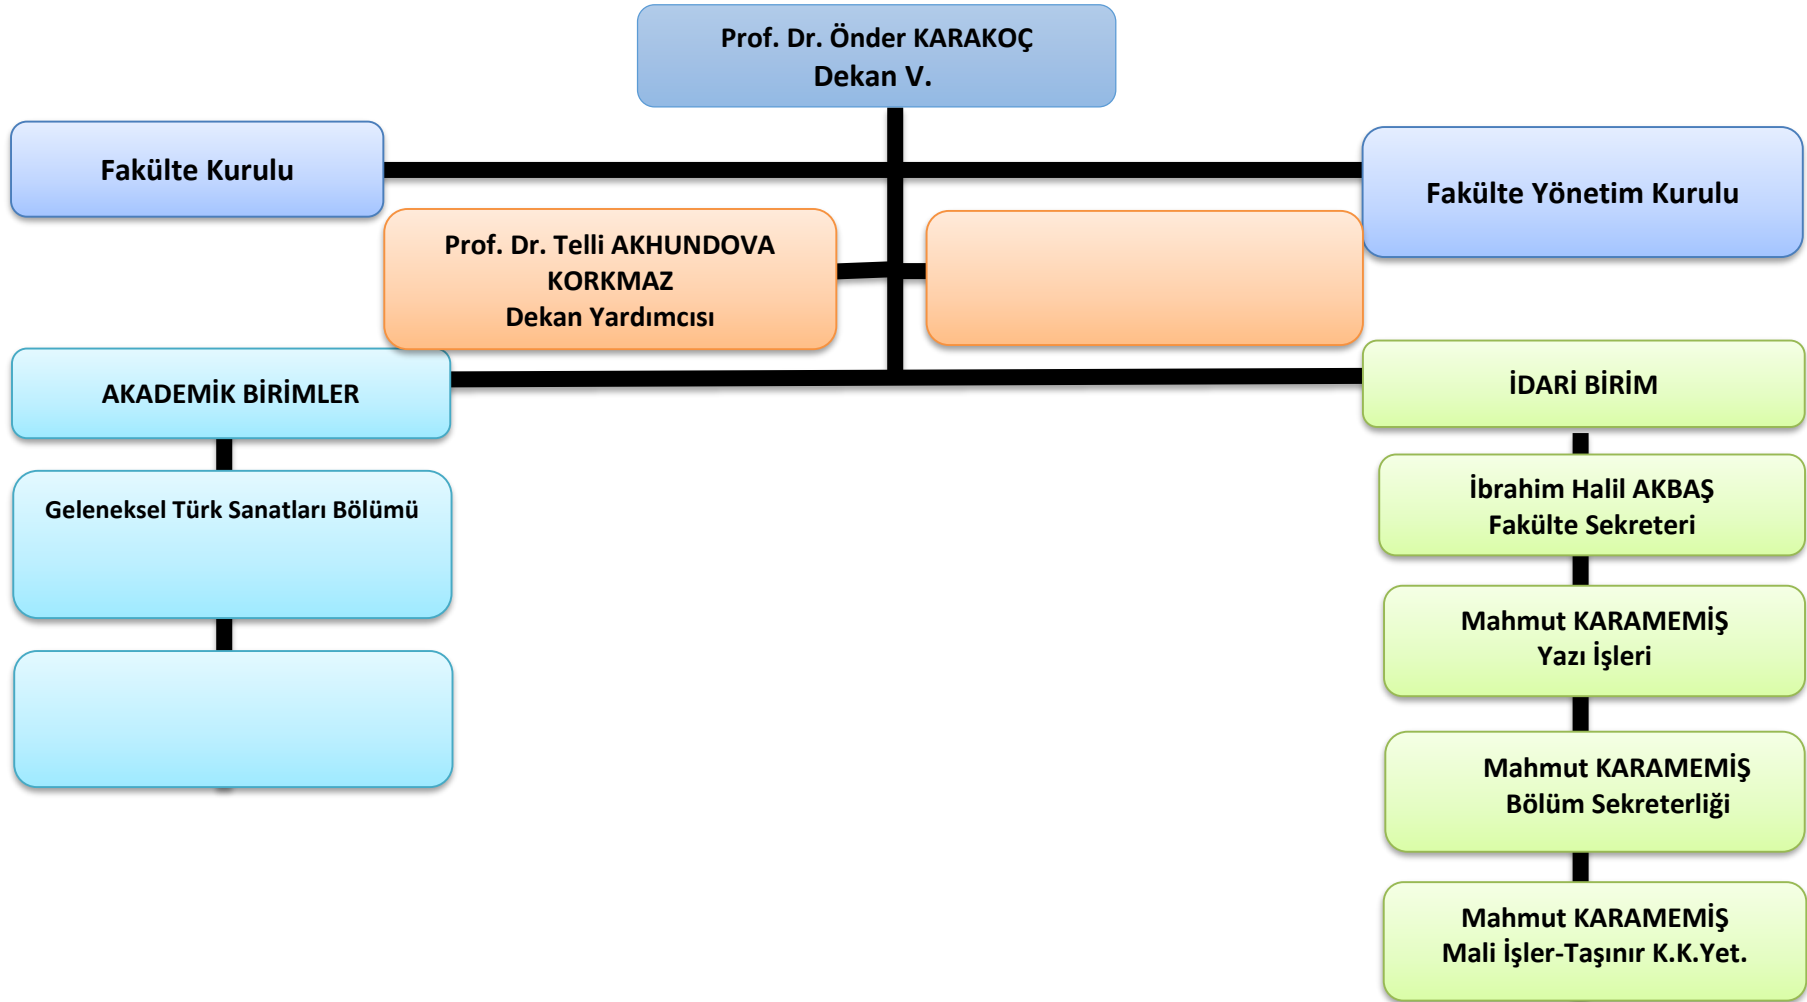 Prof. Dr. Önder KARAKOÇ
Dekan V.
Fakülte Kurulu
Fakülte Yönetim Kurulu
Prof. Dr. Telli AKHUNDOVA
KORKMAZ
Dekan Yardımcısı
AKADEMİK BİRİMLER
Geleneksel Türk Sanatları Bölümü
İDARİ BİRİM
İbrahim Halil AKBAŞ
Fakülte Sekreteri
Mahmut KARAMEMİŞ
Yazı İşleri
Mahmut KARAMEMİŞ
Bölüm Sekreterliği
Mahmut KARAMEMİŞ
Mali İşler-Taşınır K.K.Yet.